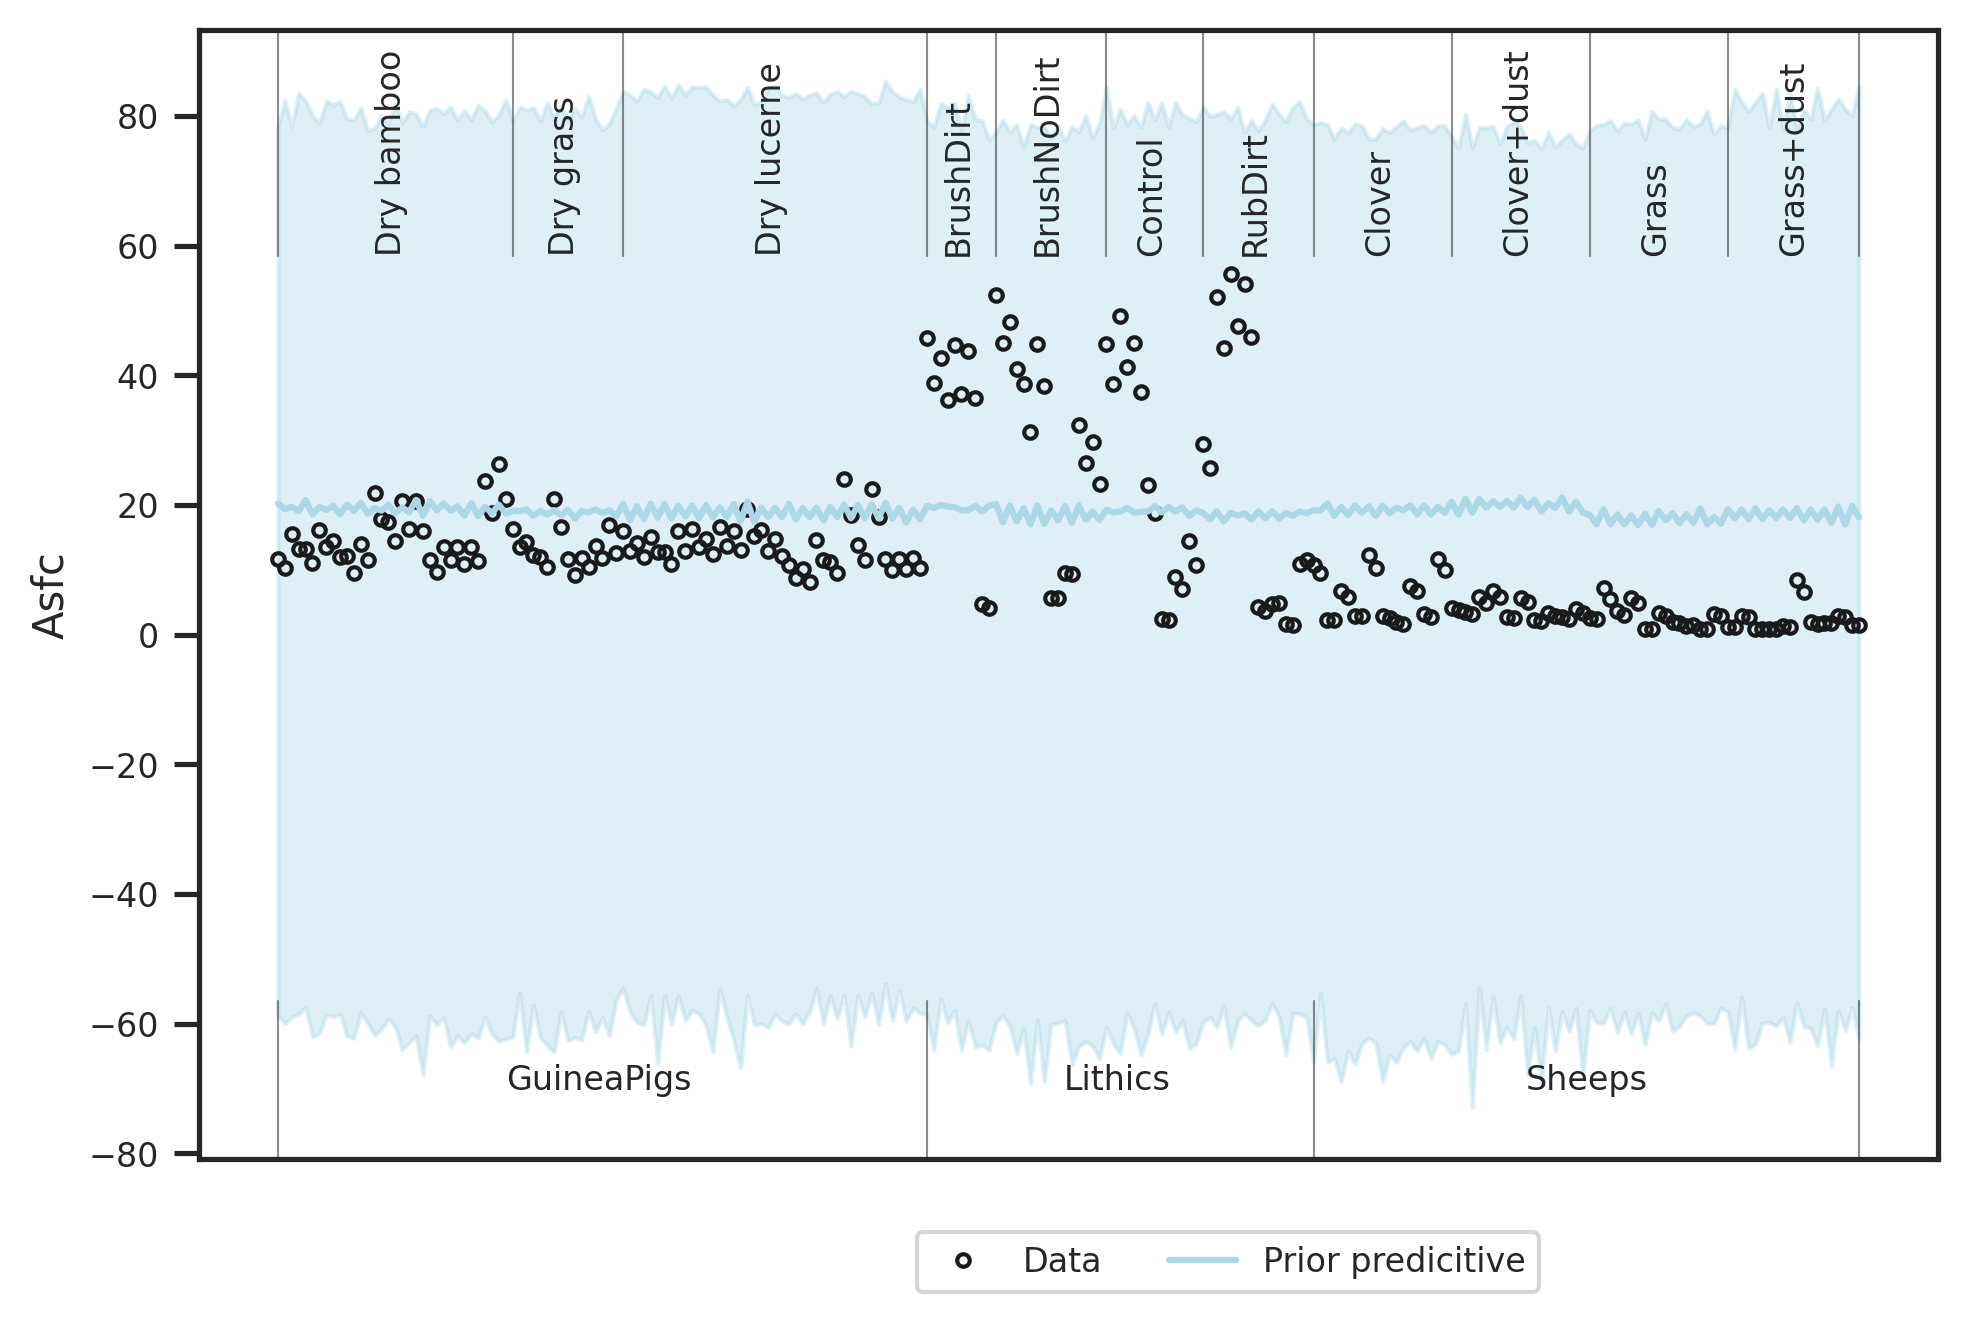 Dry bamboo
Dry grass
Dry lucerne
BrushDirt
BrushNoDirt
Control
RubDirt
Clover
Clover+dust
Grass
Grass+dust
80
60
40
20
0
−20
−40
−60
−80
Asfc
GuineaPigs
Lithics
Sheeps
Data
Prior predicitive